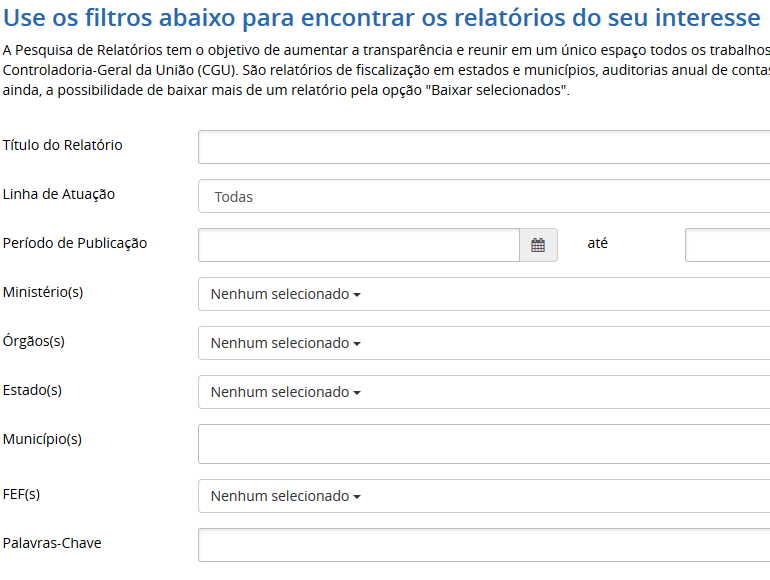 Use os filtros abaixo para encontrar os relatórios do seu interesse
A Pesquisa de Relatórios tem o objetivo de aumentar a transparência e reunir em um único espaço todos os trabalhos
Controladoria-Geral da União (CGU). São relatórios de fiscalização em estados e municípios, auditorias anual de contas
ainda, a possibilidade de baixar mais de um relatório pela opção "Baixar selecionados".
Título do Relatório
Linha de Atuação Todas
Período de Publicação até
Ministério(s) Nenhum selecionado
Órgãos(s) Nenhum selecionado
Estado(s) Nenhum selecionado
Município(s)
FEF(s) Nenhum selecionado
Palavras-Chave